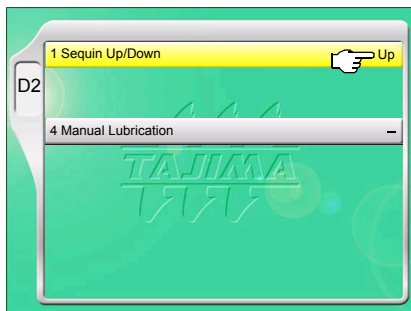 1 Sequin Up/Down Up
D2
4 Manual Lubrication –
TAJIMA